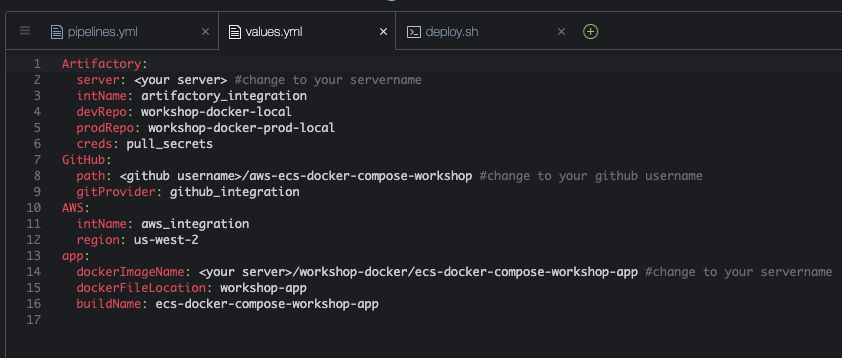 pipelines.yml × values.yml × deploy.sh ×
1 Artifactory:
2 server: <your server> #change to your servername
3 intName: artifactory_integration
4 devRepo: workshop-docker-local
5 prodRepo: workshop-docker-prod-local
6 creds: pull_secrets
7 GitHub:
8 path: <github username>/aws-ecs-docker-compose-workshop #change to your github username
9 gitProvider: github_integration
10 AWS:
11 intName: aws_integration
12 region: us-west-2
13 app:
14 dockerImageName: <your server>/workshop-docker/ecs-docker-compose-workshop-app #change to your servername
15 dockerFileLocation: workshop-app
16 buildName: ecs-docker-compose-workshop-app
17